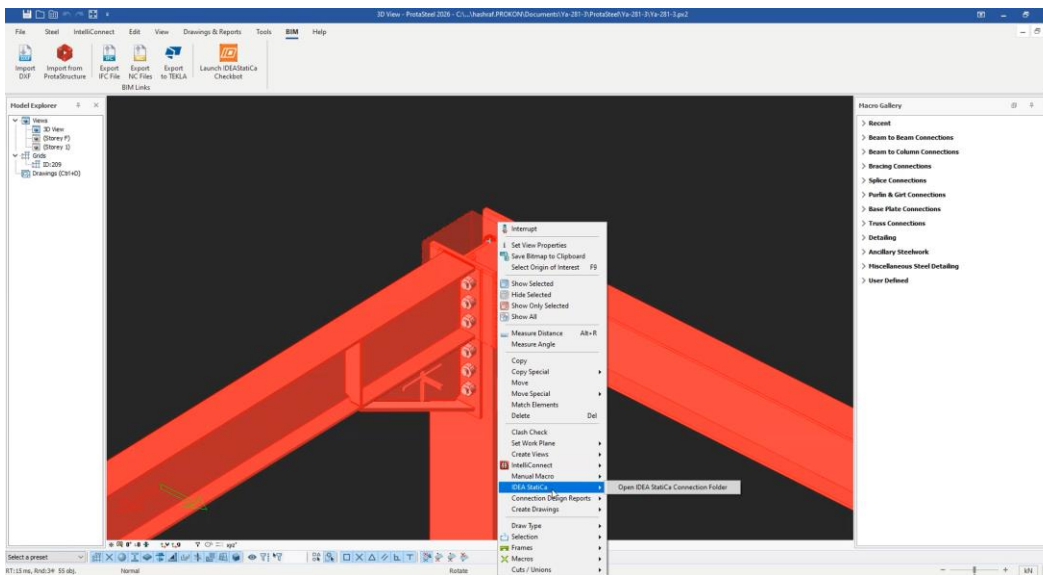 3D View - ProtaSteel 2026 - C:\...\hashraf.PROKON\Documents\Ya-281-3\ProtaSteel\Ya-281-3\Ya-281-3.px2
File Steel IntelliConnect Edit View Drawings & Reports Tools BIM Help
Import DXF
Import from ProtaStructure
Export IFC File
Export NC Files
Export to TEKLA
Launch IDEAStatiCa Checkbot
BIM Links
Model Explorer
Views
3D View
(Storey F)
(Storey 1)
Grids
ID:209
Drawings (Ctrl+D)
Interrupt
Set View Properties
Save Bitmap to Clipboard
Select Origin of Interest F9
Show Selected
Hide Selected
Show Only Selected
Show All
Measure Distance Alt+R
Measure Angle
Copy
Copy Special
Move
Move Special
Match Elements
Delete Del
Clash Check
Set Work Plane
Create Views
IntelliConnect
Manual Macro
IDEA StatiCa
Open IDEA StatiCa Connection Folder
Connection Design Reports
Create Drawings
Draw Type
Selection
Frames
Macros
Cuts / Unions
Macro Gallery
Recent
Beam to Beam Connections
Beam to Column Connections
Bracing Connections
Splice Connections
Purlin & Girt Connections
Base Plate Connections
Truss Connections
Detailing
Ancillary Steelwork
Miscellaneous Steel Detailing
User Defined
Select a preset
Normal
Rotate
kN